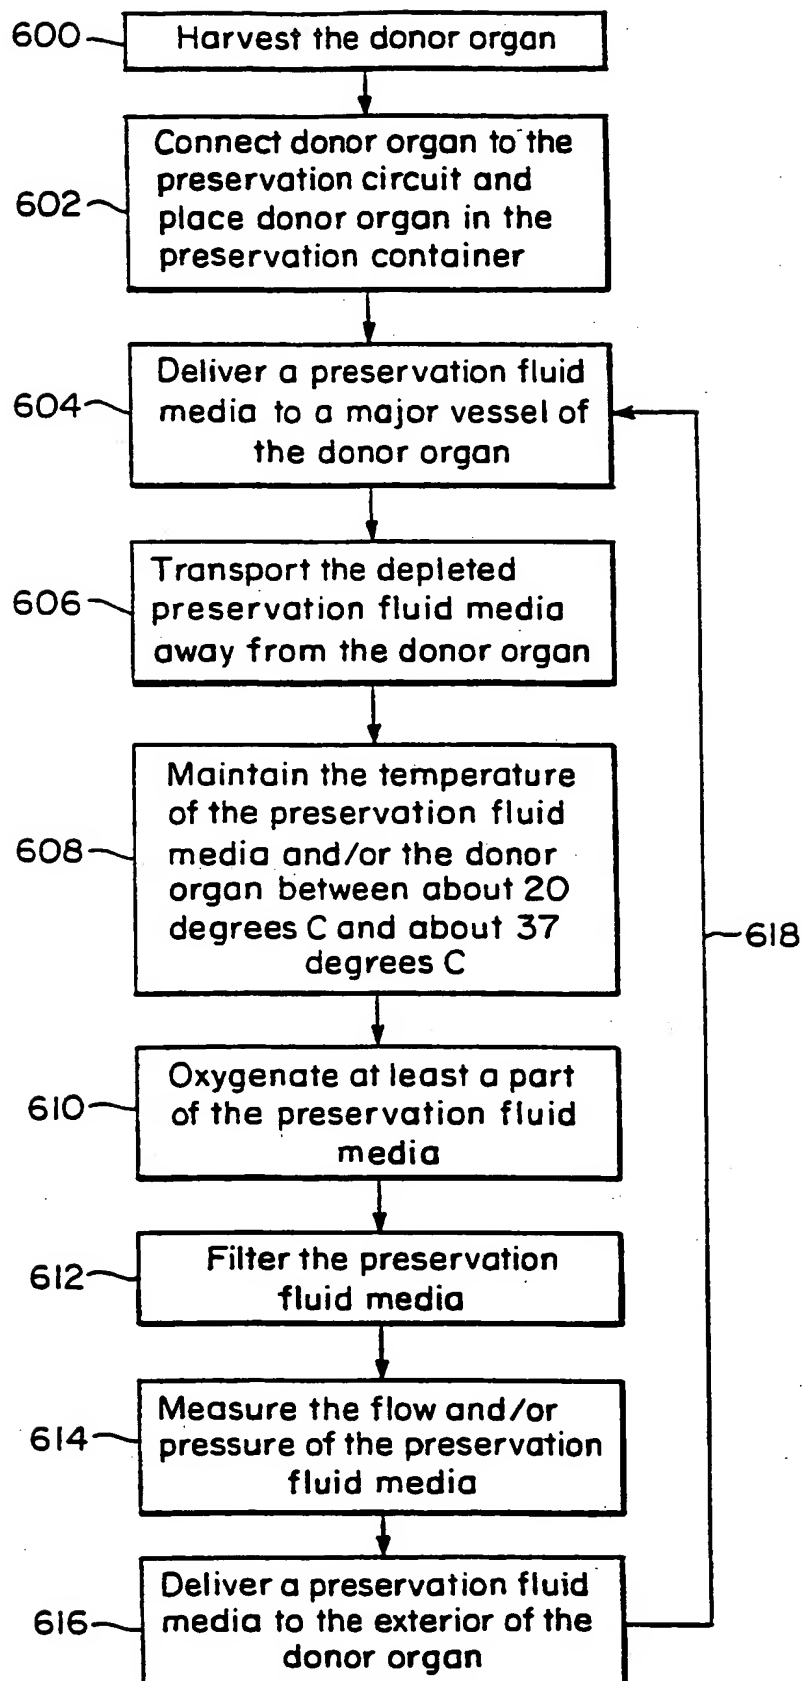 600
Harvest the donor organ
602
Connect donor organ to the
preservation circuit and
place donor organ in the
preservation container
604
Deliver a preservation fluid
media to a major vessel of
the donor organ
606
Transport the depleted
preservation fluid media
away from the donor organ
608
Maintain the temperature
of the preservation fluid
media and/or the donor
organ between about 20
degrees C and about 37
degrees C
618
610
Oxygenate at least a part
of the preservation fluid
media
612
Filter the preservation
fluid media
614
Measure the flow and/or
pressure of the preservation
fluid media
616
Deliver a preservation fluid
media to the exterior of the
donor organ